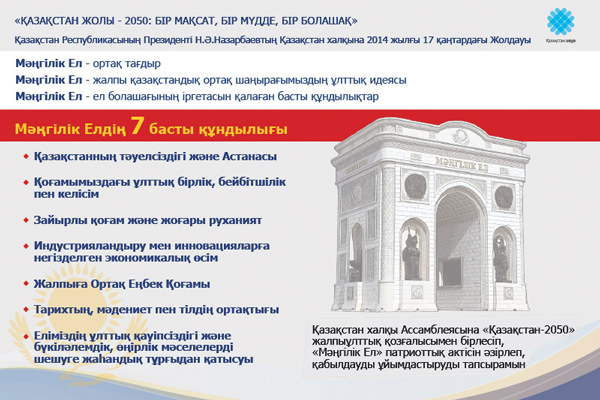 «ҚАЗАҚСТАН ЖОЛЫ - 2050: БІР МАҚСАТ, БІР МҮДДЕ, БІР БОЛАШАҚ»
Қазақстан Республикасының Президенті Н.Ә.Назарбаевтың Қазақстан халқына 2014 жылғы 17 қаңтардағы Жолдауы
Қазақстан 2050
Мәңгілік Ел - ортақ тағдыр
Мәңгілік Ел - жалпы қазақстандық ортақ шаңырағымыздың ұлттық идеясы
Мәңгілік Ел - ел болашағының іргетасын қалаған басты құндылықтар
Мәңгілік Елдің 7 басты құндылығы
Қазақстанның тәуелсіздігі және Астанасы
Қоғамымыздағы ұлттық бірлік, бейбітшілік
пен келісім
Зайырлы қоғам және жоғары руханият
Индустрияландыру мен инновацияларға
негізделген экономикалық өсім
Жалпыға Ортақ Еңбек Қоғамы
Тарихтың, мәдениет пен тілдің ортақтығы
Еліміздің ұлттық қауіпсіздігі және
бүкіләлемдік, өңірлік мәселелерді
шешуге жаһандық тұрғыдан қатысуы
МӘҢГІЛІК ЕЛ
Қазақстан халқы Ассамблеясына «Қазақстан-2050»
жалпыұлттық қозғалысымен бірлесіп,
«Мәңгілік Ел» патриоттық актісін әзірлеп,
қабылдауды ұйымдастыруды тапсырамын